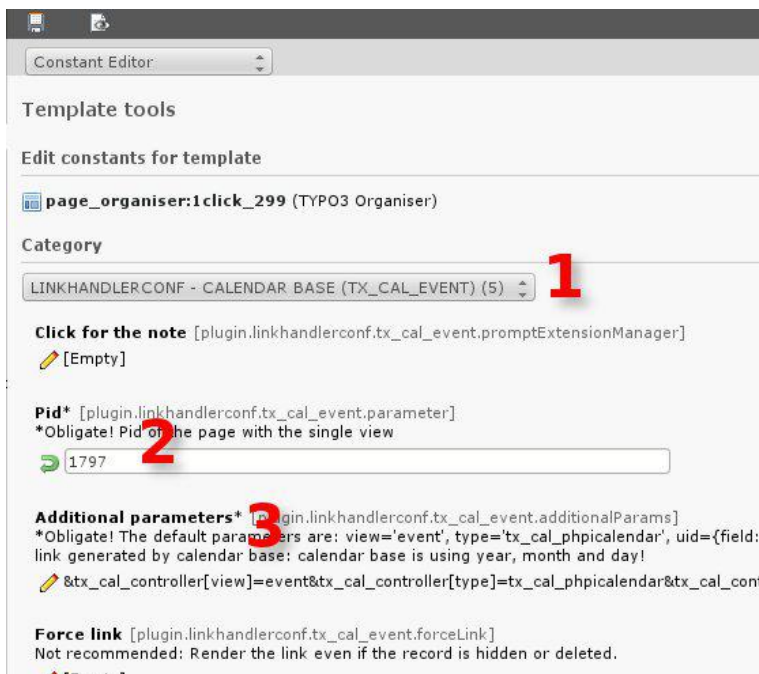 Constant Editor
Template tools
Edit constants for template
page_organiser:1click_299 (TYPO3 Organiser)
Category
1
LINKHANDLERCONF - CALENDAR BASE (TX_CAL_EVENT) (5)
Click for the note [plugin.linkhandlerconf.tx_cal_event.promptExtensionManager]
[Empty]
Pid* [plugin.linkhandlerconf.tx_cal_event.parameter]
*Obligate! Pid of the page with the single view
2
1797
3
Additional parameters* [plugin.linkhandlerconf.tx_cal_event.additionalParams]
*Obligate! The default parameters are: view='event', type='tx_cal_phpicalendar', uid={field:
link generated by calendar base: calendar base is using year, month and day!
&tx_cal_controller[view]=event&tx_cal_controller[type]=tx_cal_phpicalendar&tx_cal_con
Force link [plugin.linkhandlerconf.tx_cal_event.forceLink]
Not recommended: Render the link even if the record is hidden or deleted.